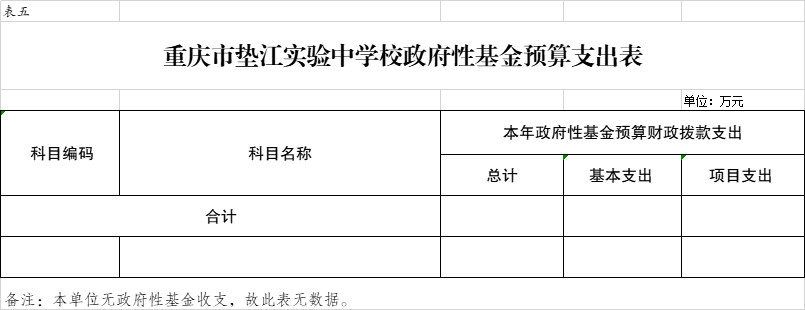 表五
重庆市垫江实验中学校政府性基金预算支出表
单位：万元
科目编码
科目名称
本年政府性基金预算财政拨款支出
总计
基本支出
项目支出
合计
备注：本单位无政府性基金收支，故此表无数据。